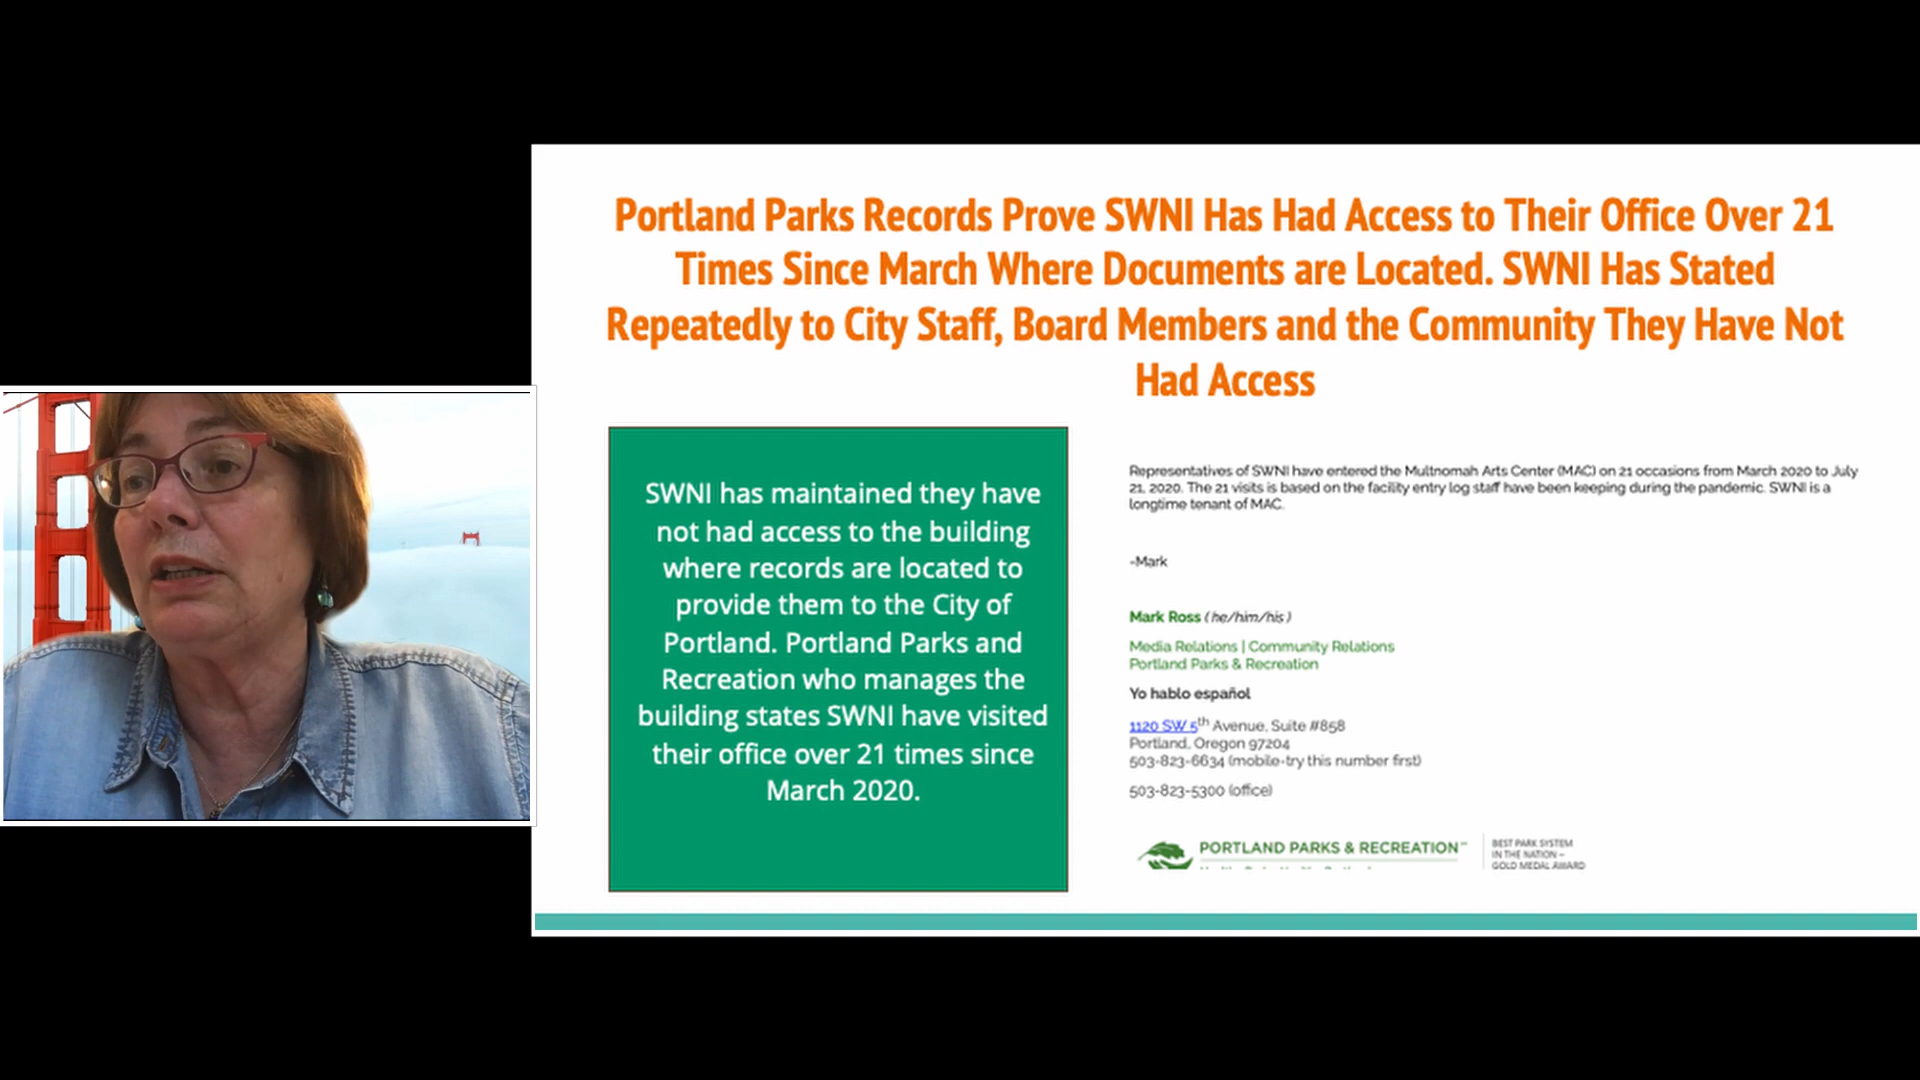 Portland Parks Records Prove SWNI Has Had Access to Their Office Over 21
Times Since March Where Documents are Located. SWNI Has Stated
Repeatedly to City Staff, Board Members and the Community They Have Not
Had Access
SWNI has maintained they have
not had access to the building
where records are located to
provide them to the City of
Portland. Portland Parks and
Recreation who manages the
building states SWNI have visited
their office over 21 times since
March 2020.
Representatives of SWNI have entered the Multnomah Arts Center (MAC) on 21 occasions from March 2020 to July
21, 2020. The 21 visits is based on the facility entry log staff have been keeping during the pandemic. SWNI is a
longtime tenant of MAC.
-Mark
Mark Ross (he/him/his)
Media Relations | Community Relations
Portland Parks & Recreation
Yo hablo español
1120 SW 5th Avenue, Suite #858
Portland, Oregon 97204
503-823-6634 (mobile-try this number first)
503-823-5300 (office)
PORTLAND PARKS & RECREATION
BEST PARK SYSTEM
IN THE NATION –
GOLD MEDAL AWARD